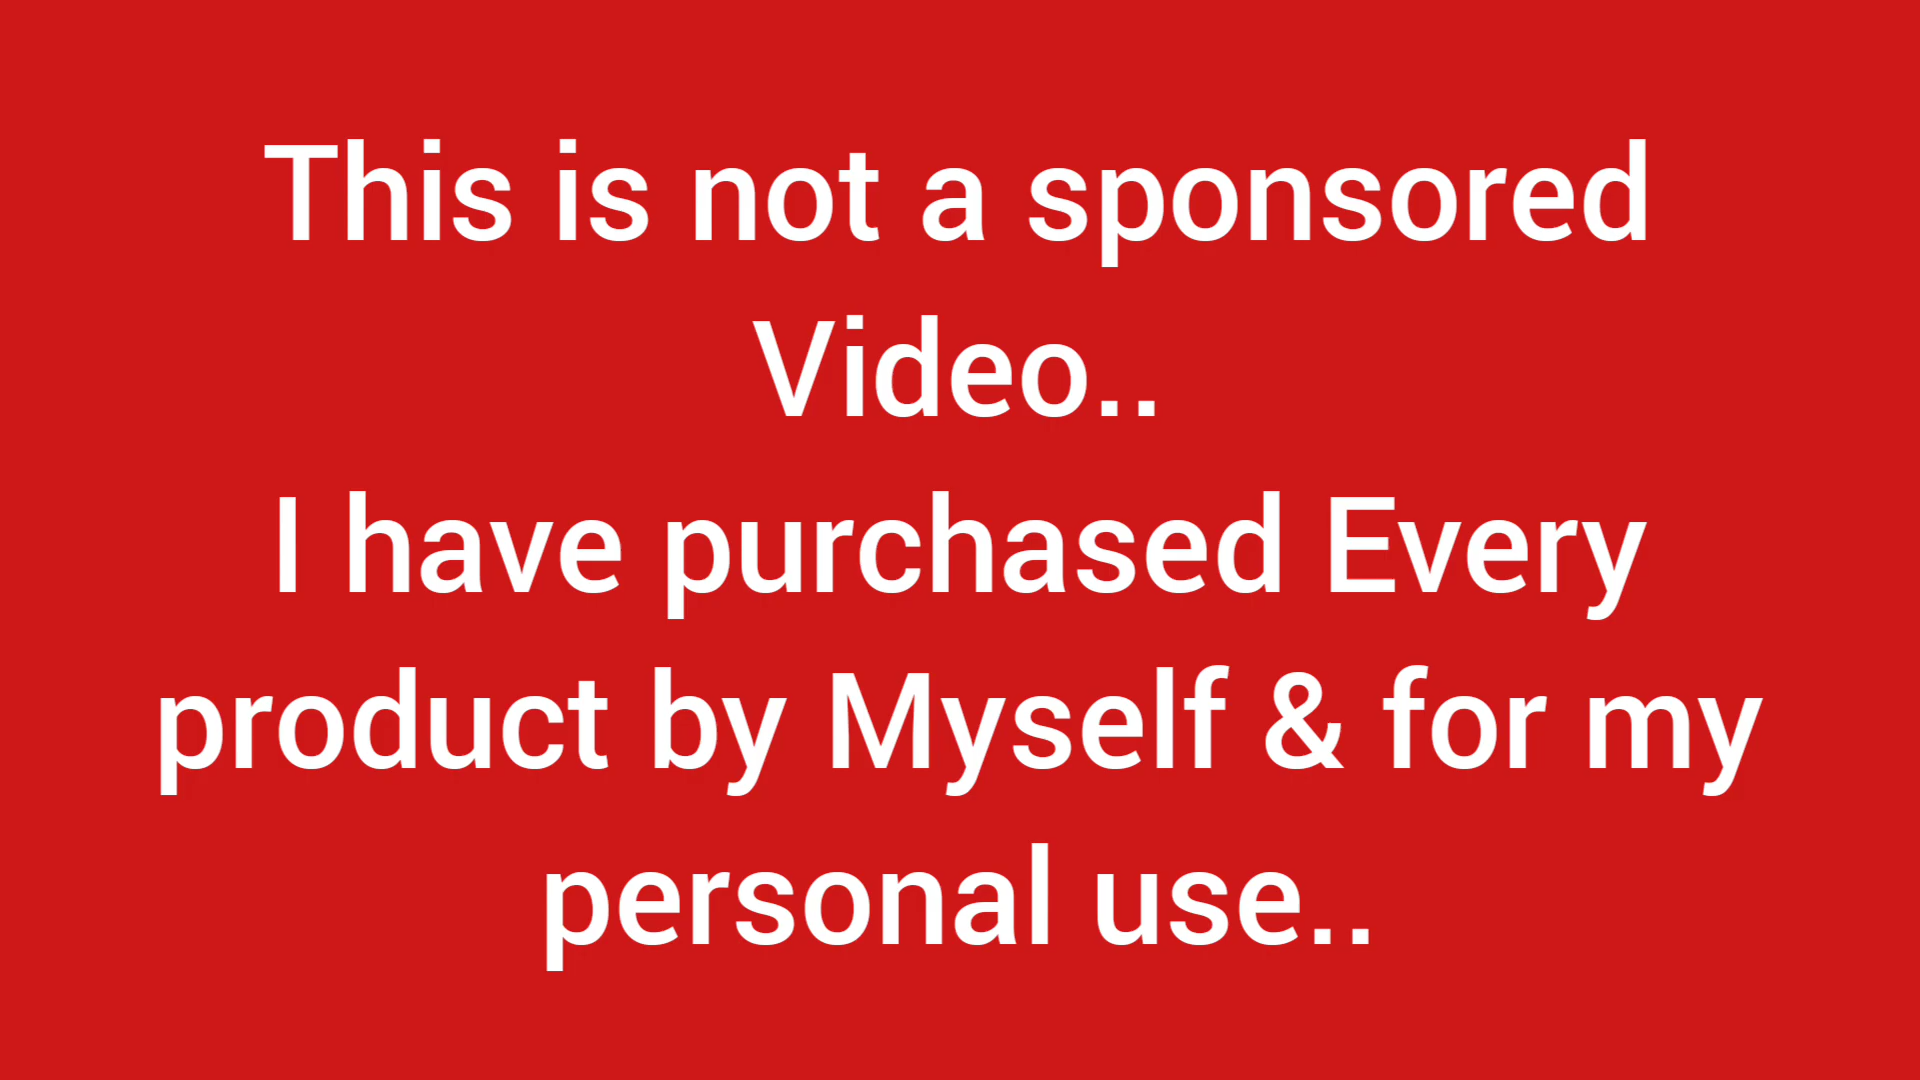 This is not a sponsored
Video..
I have purchased Every
product by Myself & for my
personal use..